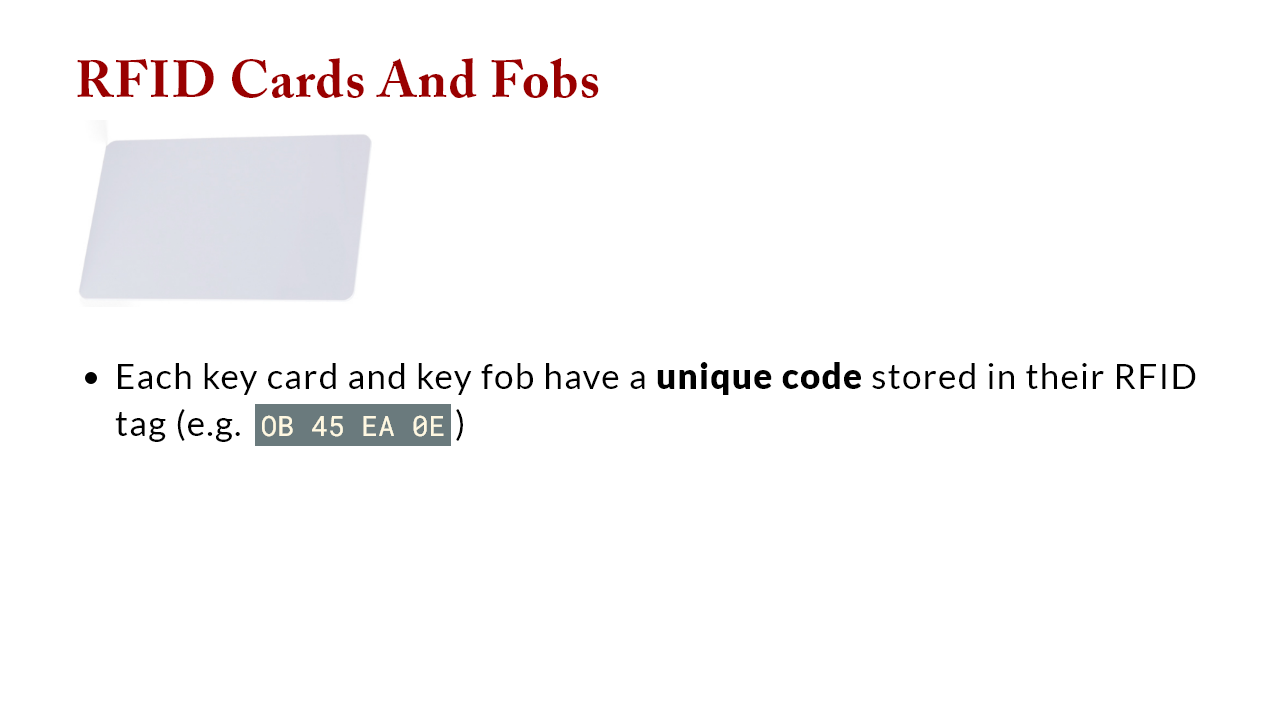 RFID Cards And Fobs
• Each key card and key fob have a unique code stored in their RFID
tag (e.g. OB 45 EA 0E)